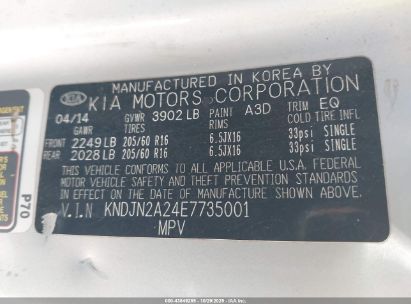 MANUFACTURED IN KOREA BY
KIA KIA MOTORS CORPORATION
04/14 GVWR 3902 LB PAINT A3D TRIM EQ
GAWR TIRES COLD TIRE INFL
FRONT 2249 LB 205/60 R16 6.5JX16 33psi SINGLE
REAR 2028 LB 205/60 R16 6.5JX16 33psi SINGLE
THIS VEHICLE CONFORMS TO ALL APPLICABLE U.S.A. FEDERAL
MOTOR VEHICLE SAFETY, BUMPER, AND THEFT PREVENTION STANDARDS
IN EFFECT ON THE DATE OF MANUFACTURE SHOWN ABOVE.
V.I.N KNDJN2A24E7735001
MPV
P70